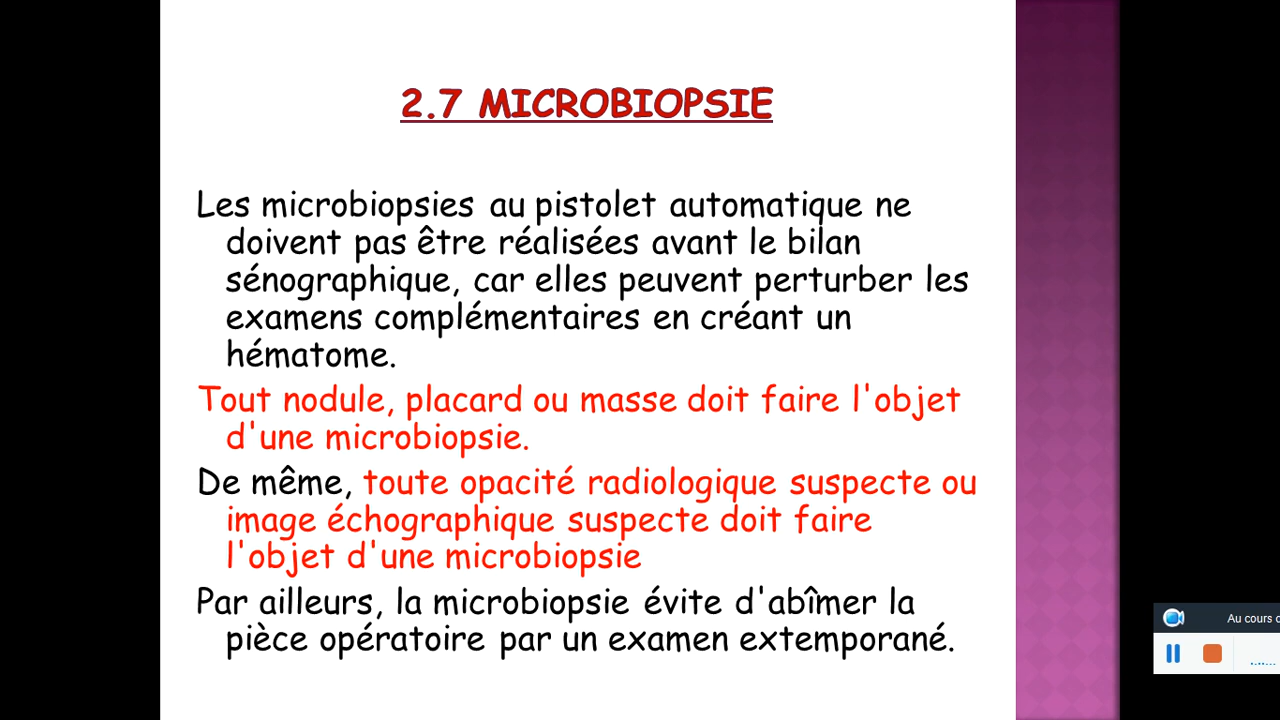 2.7 MICROBIOPSIE
Les microbiopsies au pistolet automatique ne
doivent pas être réalisées avant le bilan
sénographique, car elles peuvent perturber les
examens complémentaires en créant un
hématome.
Tout nodule, placard ou masse doit faire l'objet
d'une microbiopsie.
De même, toute opacité radiologique suspecte ou
image échographique suspecte doit faire
l'objet d'une microbiopsie
Par ailleurs, la microbiopsie évite d'abîmer la
pièce opératoire par un examen extemporané.
Au cours